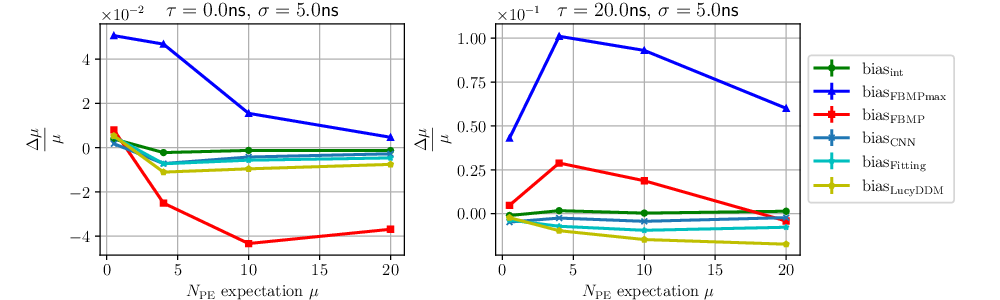 ×10⁻² τ = 0.0ns, σ = 5.0ns
4
2
0
−2
−4
Δμ
μ
0 5 10 15 20
N_PE expectation μ
×10⁻¹ τ = 20.0ns, σ = 5.0ns
1.00
0.75
0.50
0.25
0.00
Δμ
μ
0 5 10 15 20
N_PE expectation μ
bias_int
bias_FBMPmax
bias_FBMP
bias_CNN
bias_Fitting
bias_LucyDDM